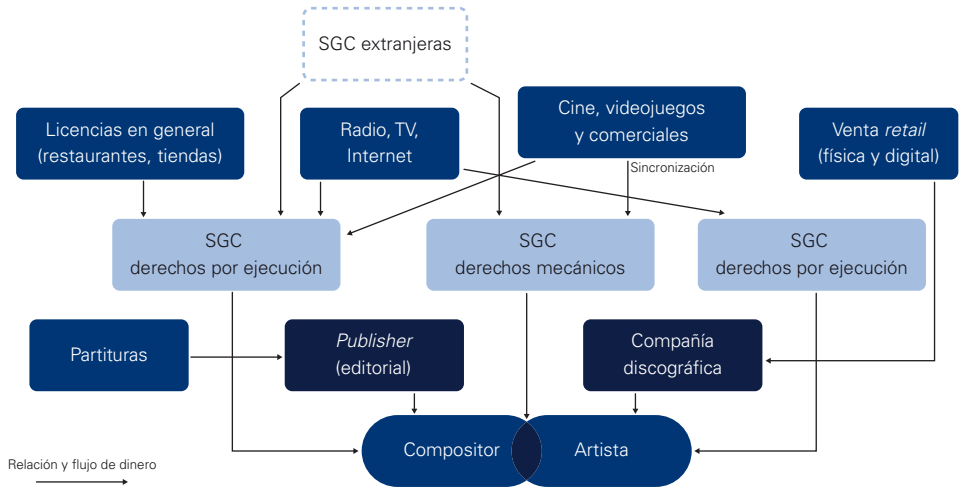 SGC extranjeras
Licencias en general
(restaurantes, tiendas)
Radio, TV,
Internet
Cine, videojuegos
y comerciales
Venta retail
(física y digital)
Sincronización
SGC
derechos por ejecución
SGC
derechos mecánicos
SGC
derechos por ejecución
Partituras
Publisher
(editorial)
Compañía
discográfica
Compositor
Artista
Relación y flujo de dinero